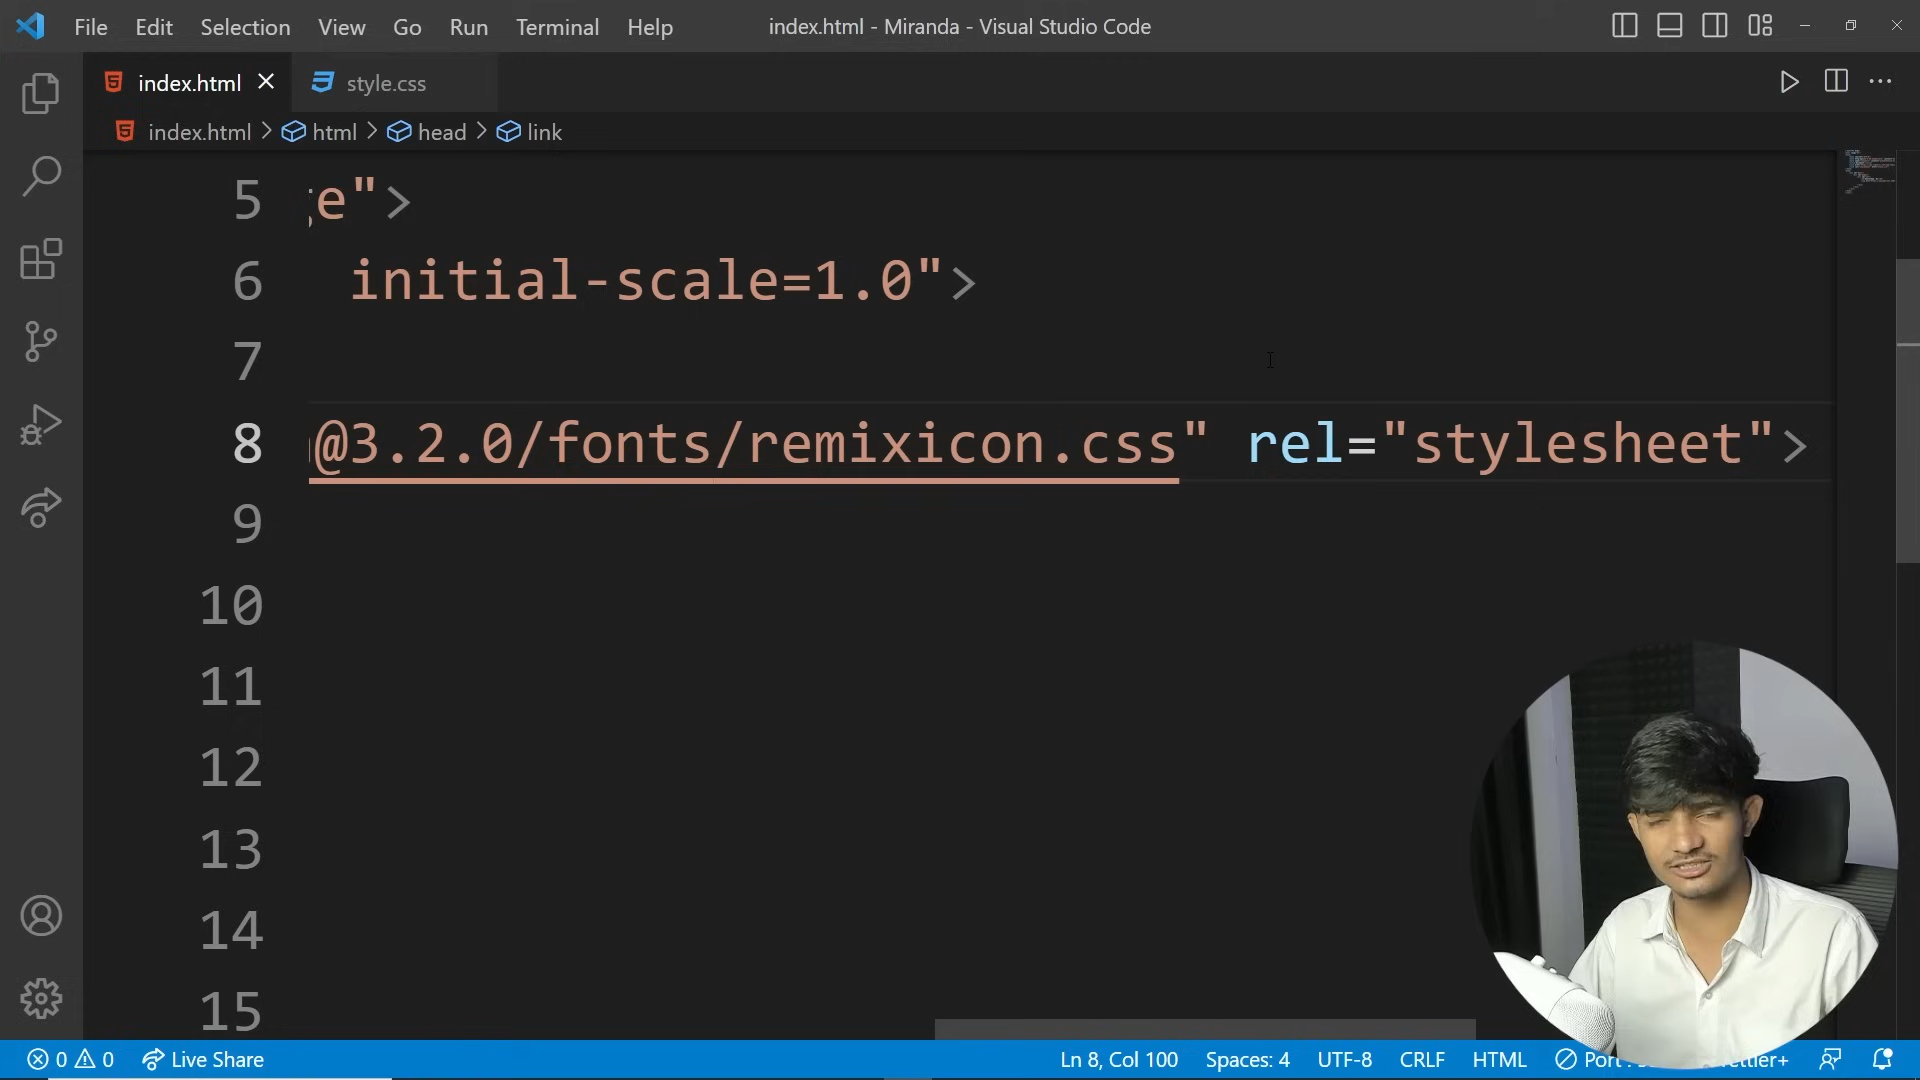 File Edit Selection View Go Run Terminal Help
index.html - Miranda - Visual Studio Code
index.html
style.css
index.html > html > head > link
5 e">
6 initial-scale=1.0">
7
8 @3.2.0/fonts/remixicon.css" rel="stylesheet">
9
10
11
12
13
14
15
0 0 Live Share Ln 8, Col 100 Spaces: 4 UTF-8 CRLF HTML